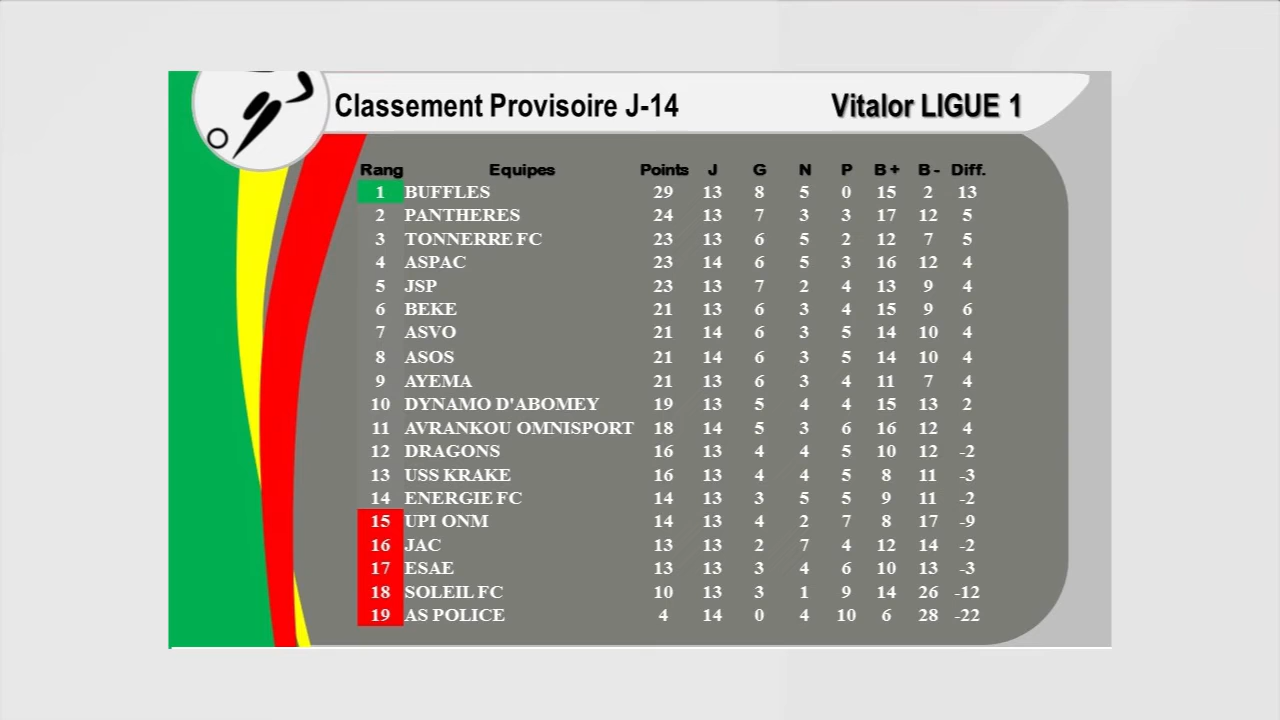 Classement Provisoire J-14 Vitalor LIGUE 1
Rang Equipes Points J G N P B+ B- Diff.
1 BUFFLES 29 13 8 5 0 15 2 13
2 PANTHERES 24 13 7 3 3 17 12 5
3 TONNERRE FC 23 13 6 5 2 12 7 5
4 ASPAC 23 14 6 5 3 16 12 4
5 JSP 23 13 7 2 4 13 9 4
6 BEKE 21 13 6 3 4 15 9 6
7 ASVO 21 14 6 3 5 14 10 4
8 ASOS 21 14 6 3 5 14 10 4
9 AYEMA 21 13 6 3 4 11 7 4
10 DYNAMO D'ABOMEY 19 13 5 4 4 15 13 2
11 AVRANKOU OMNISPORT 18 14 5 3 6 16 12 4
12 DRAGONS 16 13 4 4 5 10 12 -2
13 USS KRAKE 16 13 4 4 5 8 11 -3
14 ENERGIE FC 14 13 3 5 5 9 11 -2
15 UPI ONM 14 13 4 2 7 8 17 -9
16 JAC 13 13 2 7 4 12 14 -2
17 ESAE 13 13 3 4 6 10 13 -3
18 SOLEIL FC 10 13 3 1 9 14 26 -12
19 AS POLICE 4 14 0 4 10 6 28 -22